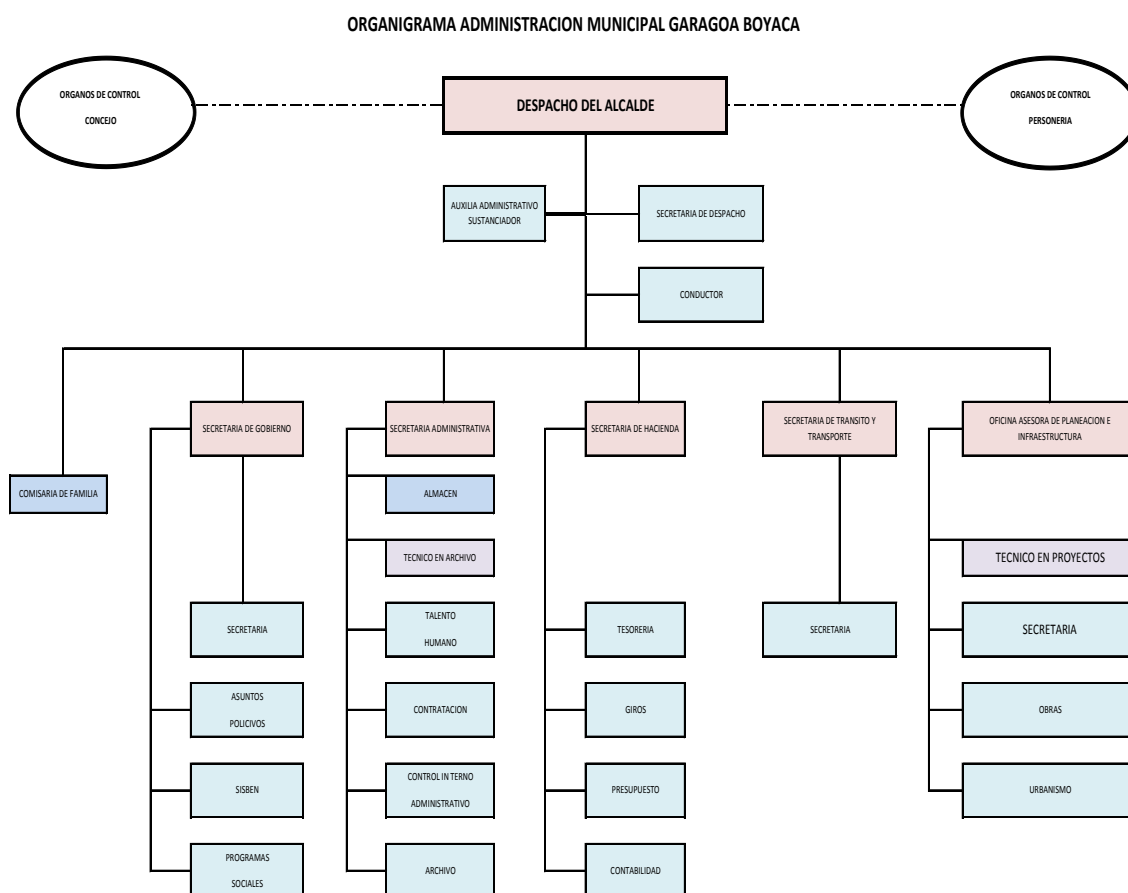 ORGANIGRAMA ADMINISTRACION MUNICIPAL GARAGOA BOYACA
ORGANOS DE CONTROL
CONCEJO
DESPACHO DEL ALCALDE
ORGANOS DE CONTROL
PERSONERIA
AUXILIA ADMINISTRATIVO
SUSTANCIADOR
SECRETARIA DE DESPACHO
CONDUCTOR
SECRETARIA DE GOBIERNO
SECRETARIA ADMINISTRATIVA
SECRETARIA DE HACIENDA
SECRETARIA DE TRANSITO Y
TRANSPORTE
OFICINA ASESORA DE PLANEACION E
INFRAESTRUCTURA
COMISARIA DE FAMILIA
ALMACEN
TECNICO EN ARCHIVO
TECNICO EN PROYECTOS
SECRETARIA
TALENTO
HUMANO
TESORERIA
SECRETARIA
SECRETARIA
ASUNTOS
POLICIVOS
CONTRATACION
GIROS
OBRAS
SISBEN
CONTROL IN TERNO
ADMINISTRATIVO
PRESUPUESTO
URBANISMO
PROGRAMAS
SOCIALES
ARCHIVO
CONTABILIDAD